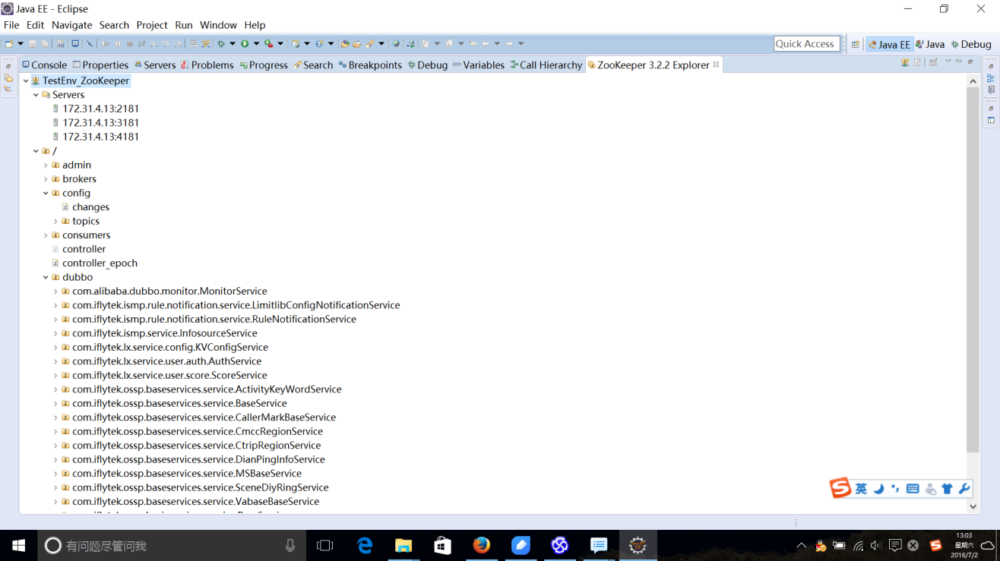 Java EE - Eclipse
File Edit Navigate Search Project Run Window Help
Quick Access Java EE Java Debug
Console Properties Servers Problems Progress Search Breakpoints Debug Variables Call Hierarchy ZooKeeper 3.2.2 Explorer
TestEnv_ZooKeeper
Servers
172.31.4.13:2181
172.31.4.13:3181
172.31.4.13:4181
/
admin
brokers
config
changes
topics
consumers
controller
controller_epoch
dubbo
com.alibaba.dubbo.monitor.MonitorService
com.iflytek.ismp.rule.notification.service.LimitlibConfigNotificationService
com.iflytek.ismp.rule.notification.service.RuleNotificationService
com.iflytek.ismp.service.InfosourceService
com.iflytek.lx.service.config.KVConfigService
com.iflytek.lx.service.user.auth.AuthService
com.iflytek.lx.service.user.score.ScoreService
com.iflytek.ossp.baseservices.service.ActivityKeyWordService
com.iflytek.ossp.baseservices.service.BaseService
com.iflytek.ossp.baseservices.service.CallerMarkBaseService
com.iflytek.ossp.baseservices.service.CmccRegionService
com.iflytek.ossp.baseservices.service.CtripRegionService
com.iflytek.ossp.baseservices.service.DianPingInfoService
com.iflytek.ossp.baseservices.service.MSBaseService
com.iflytek.ossp.baseservices.service.SceneDiyRingService
com.iflytek.ossp.baseservices.service.VabaseBaseService
英
有问题尽管问我
13:03
星期六
2016/7/2